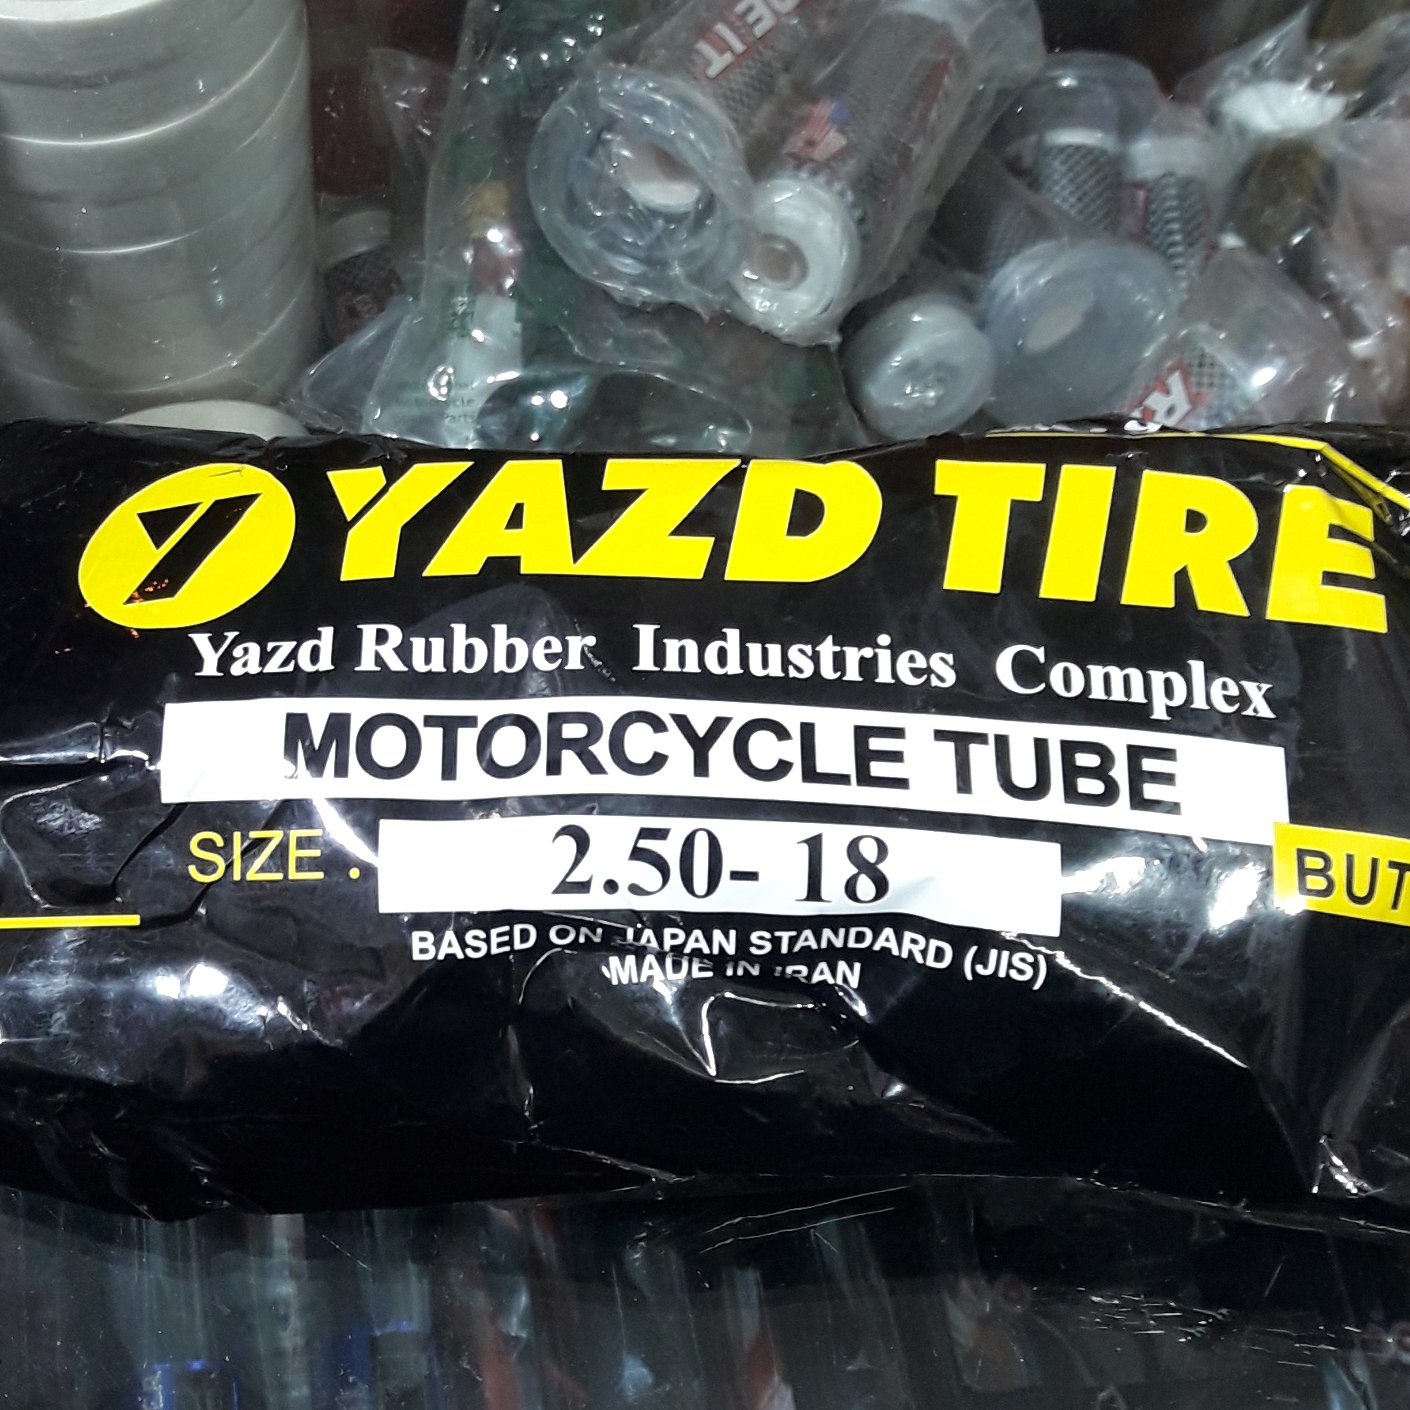 YAZD TIRE
Yazd Rubber Industries Complex
MOTORCYCLE TUBE
SIZE : 2.50- 18
BUT
BASED ON JAPAN STANDARD (JIS)
MADE IN IRAN